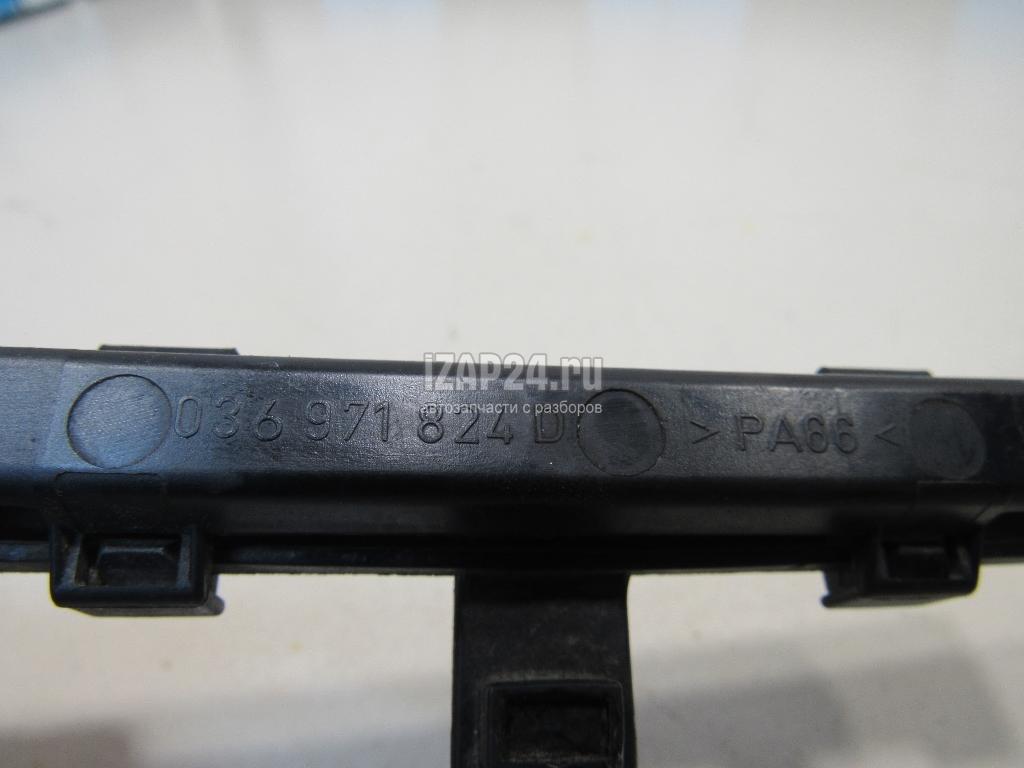 iZAP24.ru
автозапчасти с разборов
036 971 824 D > PA66 <